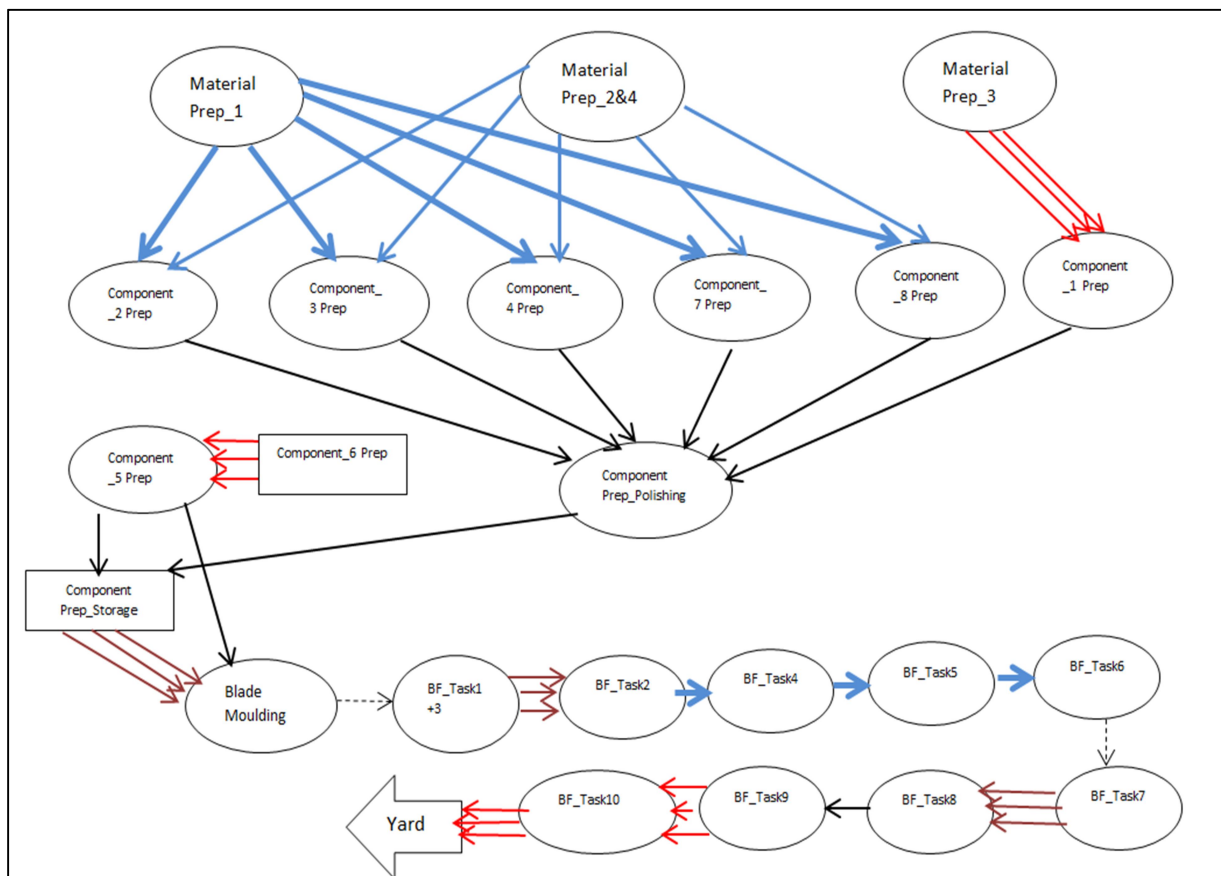 Material
Prep_1
Material
Prep_2&4
Material
Prep_3
Component
_2 Prep
Component_
3 Prep
Component_
4 Prep
Component_
7 Prep
Component
_8 Prep
Component
_1 Prep
Component
_5 Prep
Component_6 Prep
Component
Prep_Polishing
Component
Prep_Storage
Blade
Moulding
BF_Task1
+3
BF_Task2
BF_Task4
BF_Task5
BF_Task6
Yard
BF_Task10
BF_Task9
BF_Task8
BF_Task7